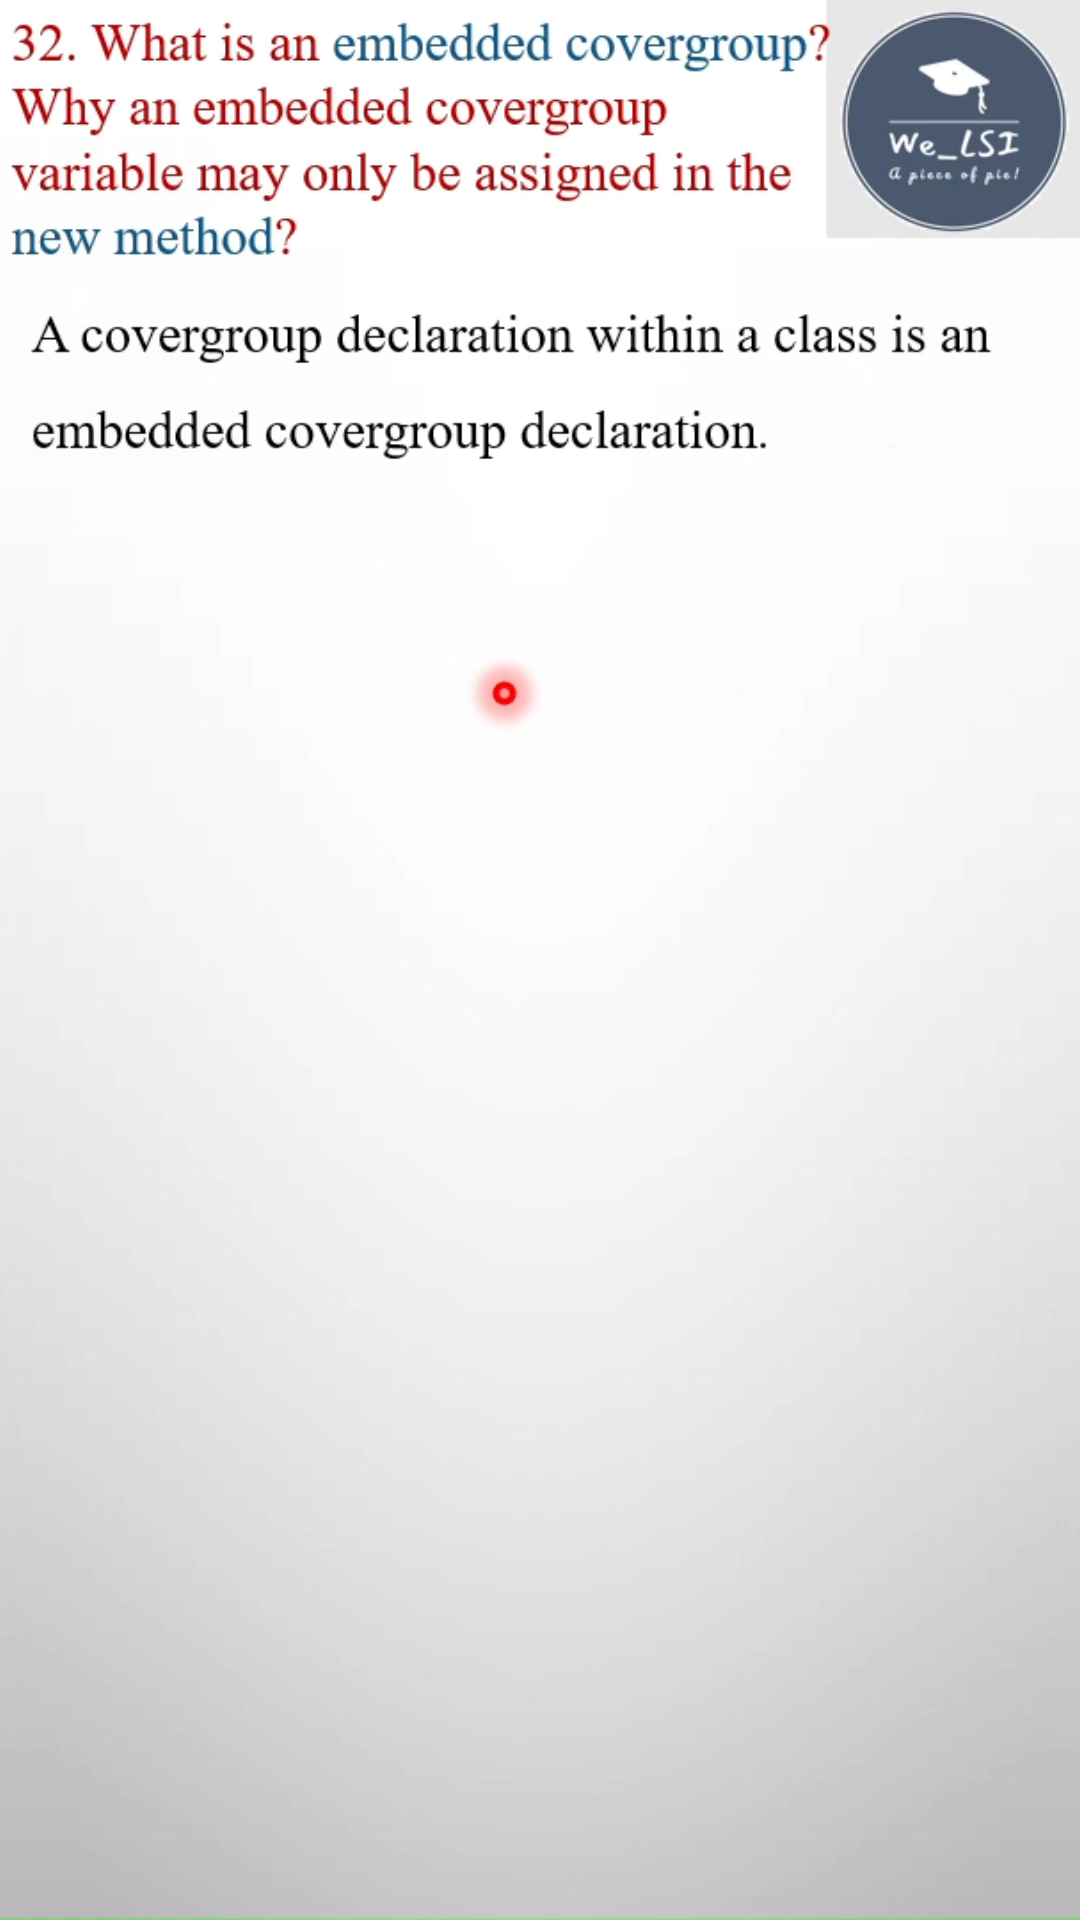 32. What is an embedded covergroup?
Why an embedded covergroup
variable may only be assigned in the
new method?
We_LSI
A piece of pie!
A covergroup declaration within a class is an
embedded covergroup declaration.